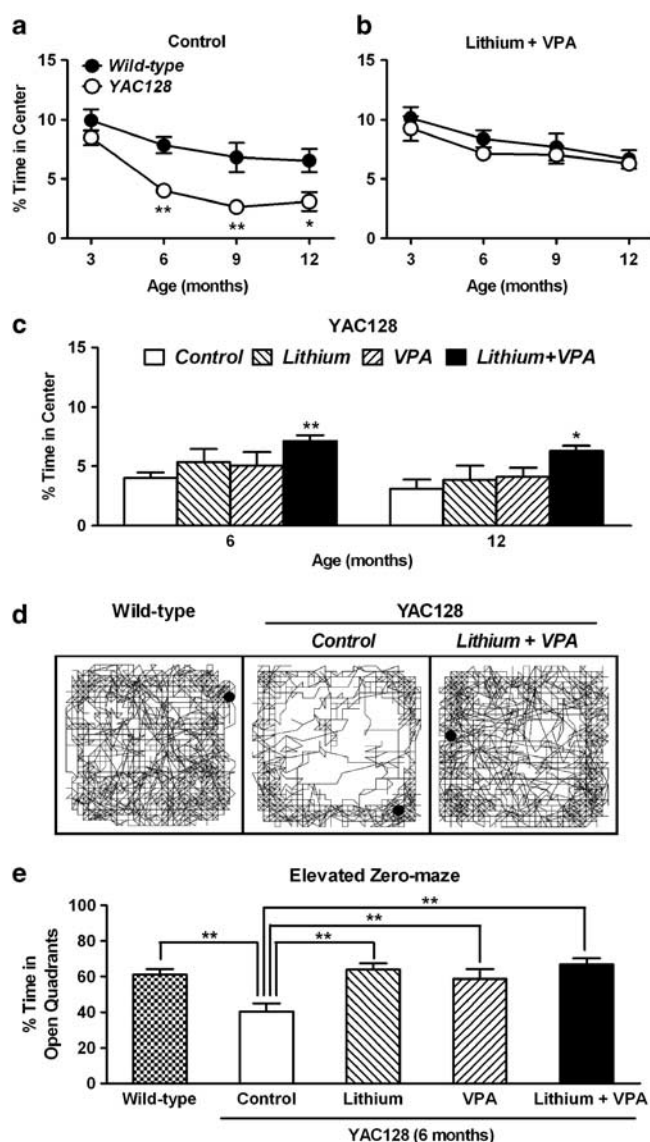 a
Control
Wild-type
YAC128
% Time in Center
15
10
5
0
** ** *
3 6 9 12
Age (months)
b
Lithium + VPA
% Time in Center
15
10
5
0
3 6 9 12
Age (months)
c
YAC128
Control Lithium VPA Lithium+VPA
% Time in Center
15
10
5
0
** *
6 12
Age (months)
d
Wild-type YAC128
Control Lithium + VPA
e
Elevated Zero-maze
% Time in
Open Quadrants
100
80
60
40
20
0
** ** ** **
Wild-type Control Lithium VPA Lithium + VPA
YAC128 (6 months)